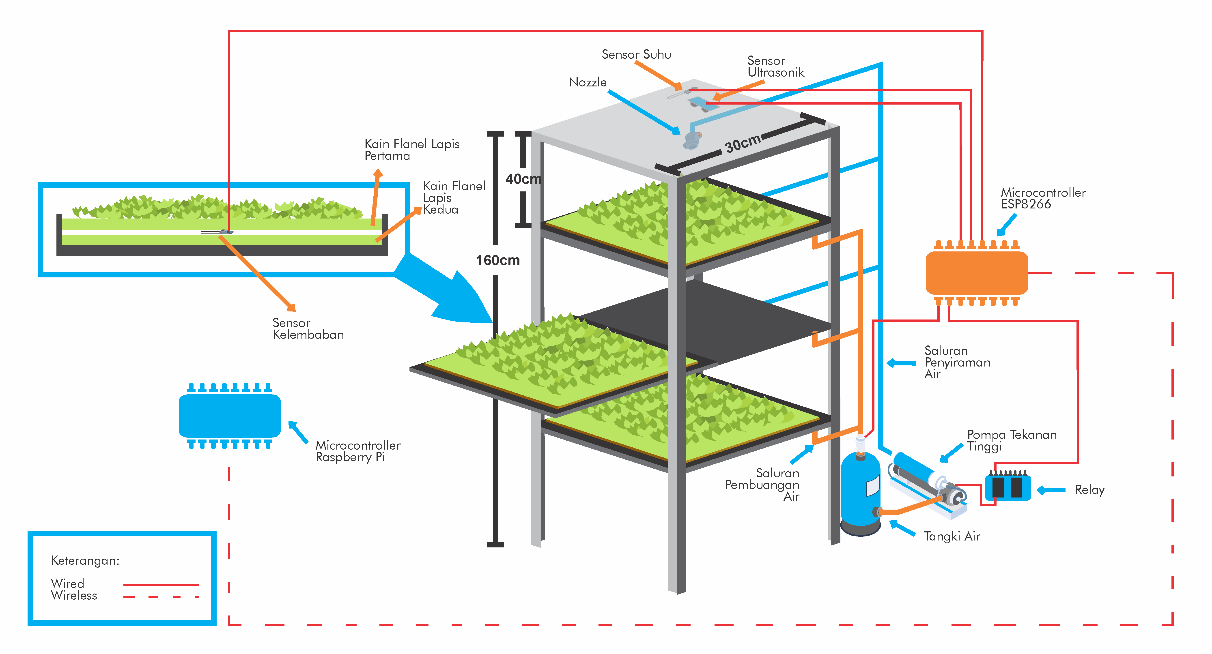 Sensor Suhu
Sensor
Ultrasonik
Nozzle
30cm
40cm
160cm
Kain Flanel Lapis
Pertama
Kain Flanel
Lapis
Kedua
Sensor
Kelembaban
Microcontroller
ESP8266
Saluran
Penyiraman
Air
Microcontroller
Raspberry Pi
Pompa Tekanan
Tinggi
Saluran
Pembuangan
Air
Relay
Tangki Air
Keterangan:
Wired
Wireless